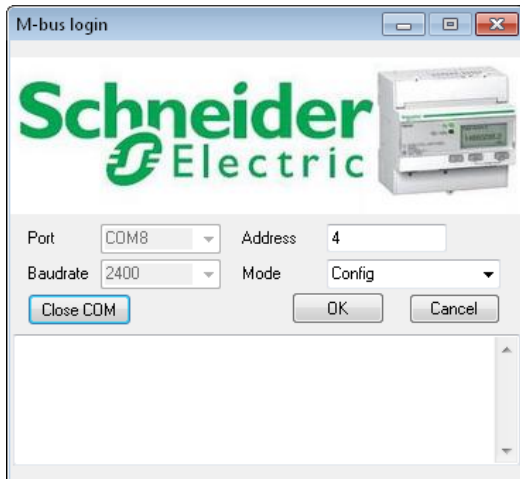 M-bus login
Schneider
Electric
Port COM8 Address 4
Baudrate 2400 Mode Config
Close COM OK Cancel